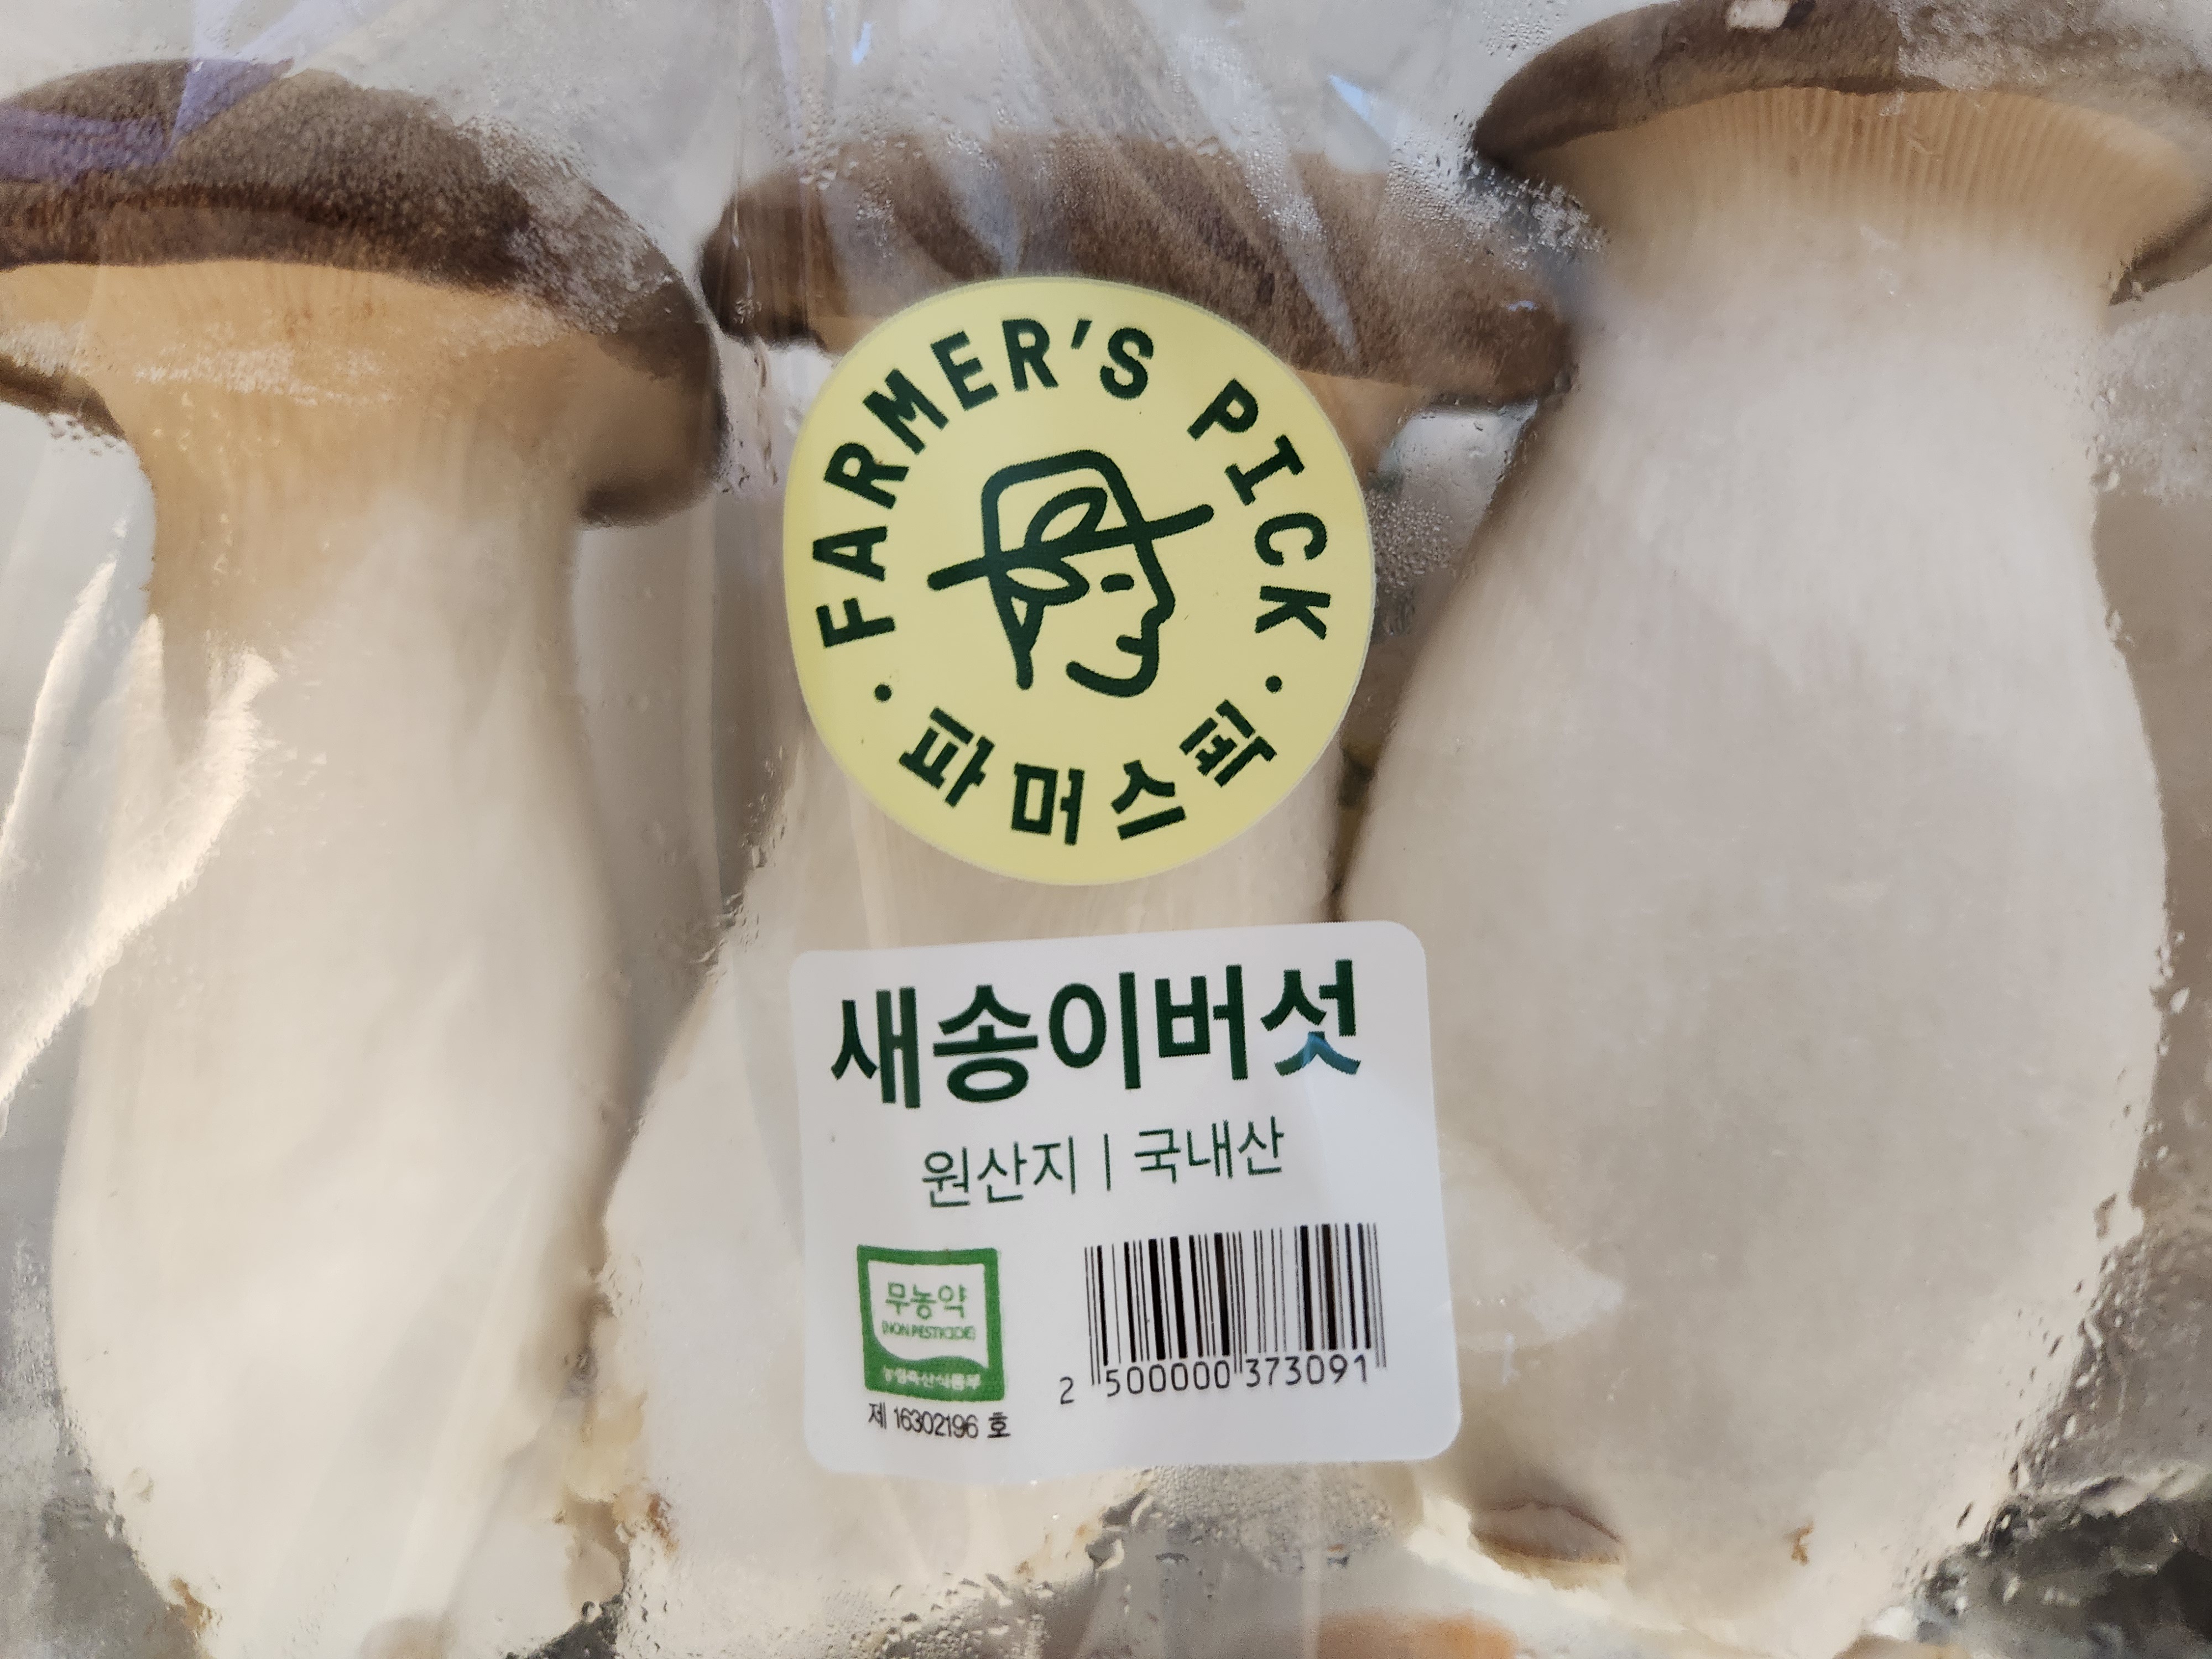 FARMER'S PICK
· 파머스픽 ·
새송이버섯
원산지 | 국내산
무농약
(NON PESTICIDE)
농림축산식품부
제 16302196 호
2 500000 373091